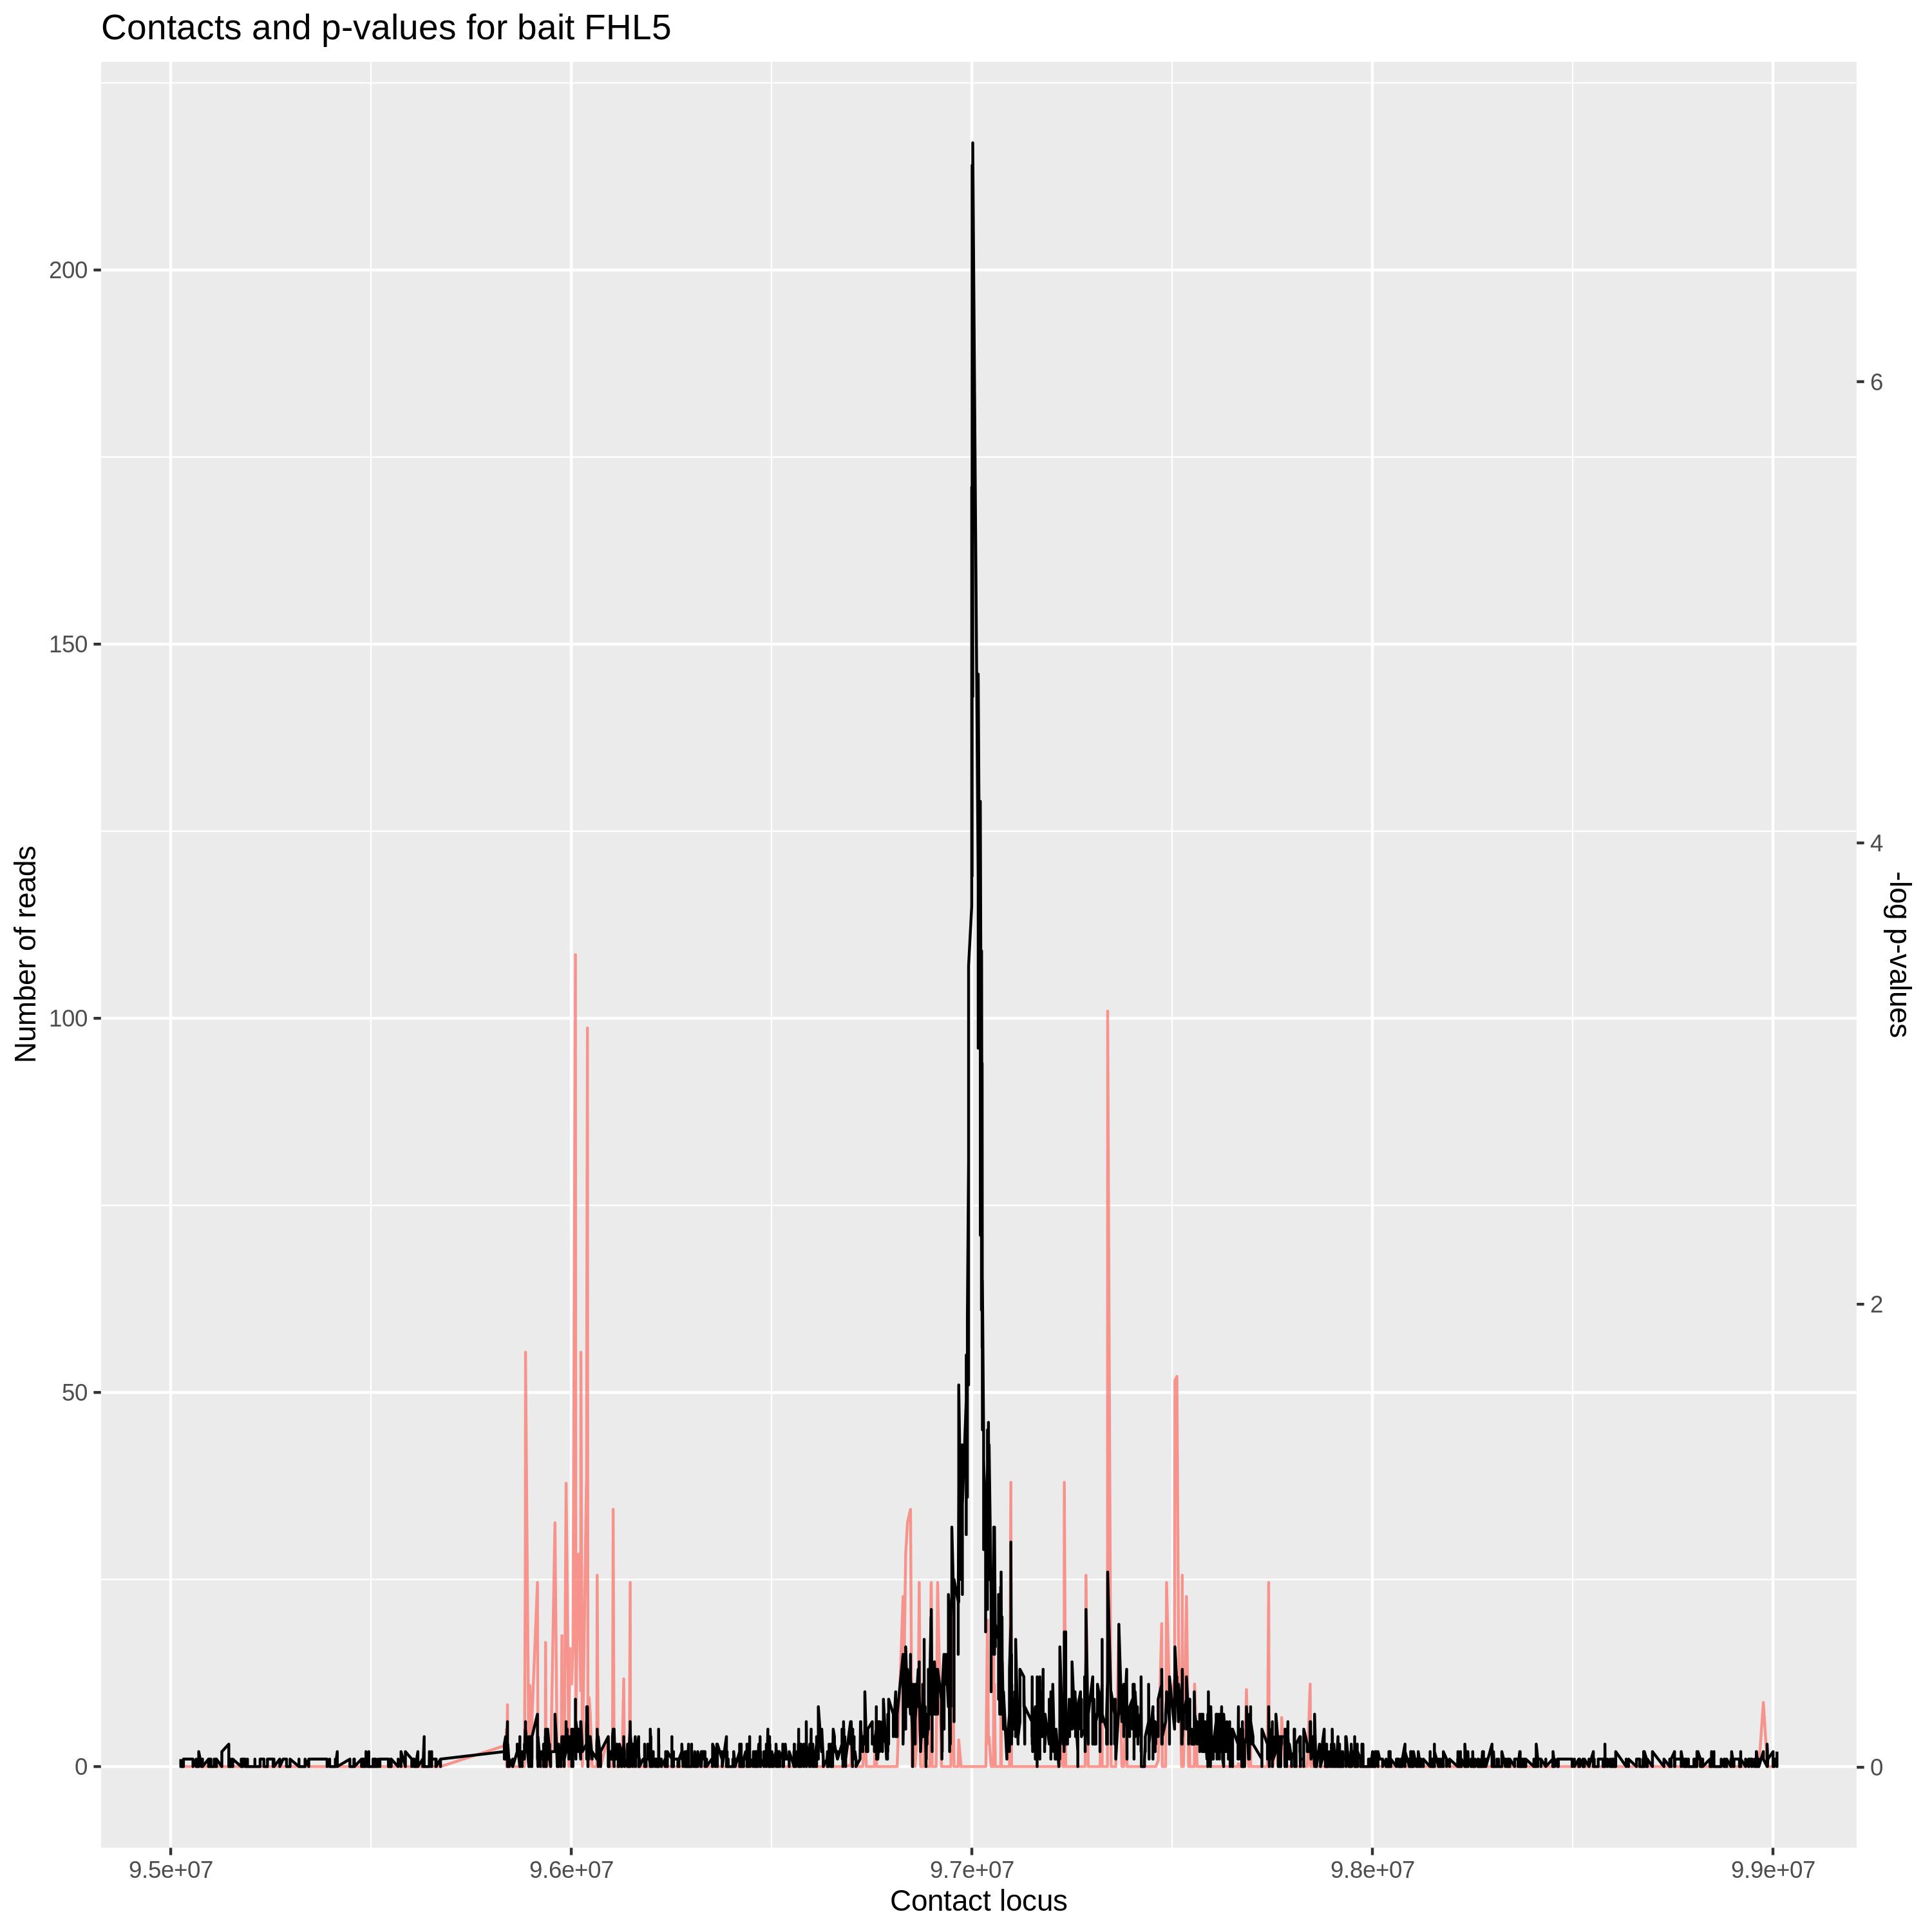 Contacts and p-values for bait FHL5
200
150
100
50
0
Number of reads
6
4
2
0
-log p-values
9.5e+07
9.6e+07
9.7e+07
9.8e+07
9.9e+07
Contact locus